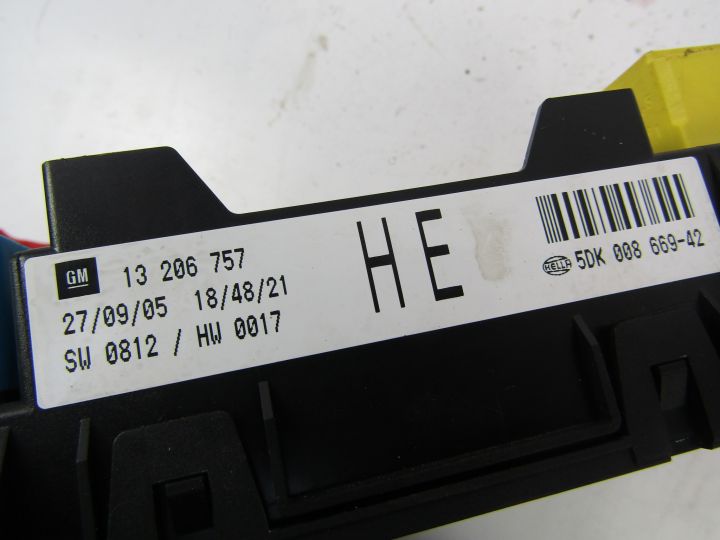 GM 13 206 757
27/09/05 18/48/21
SW 0812 / HW 0017
HE
HELLA 5DK 008 669-42